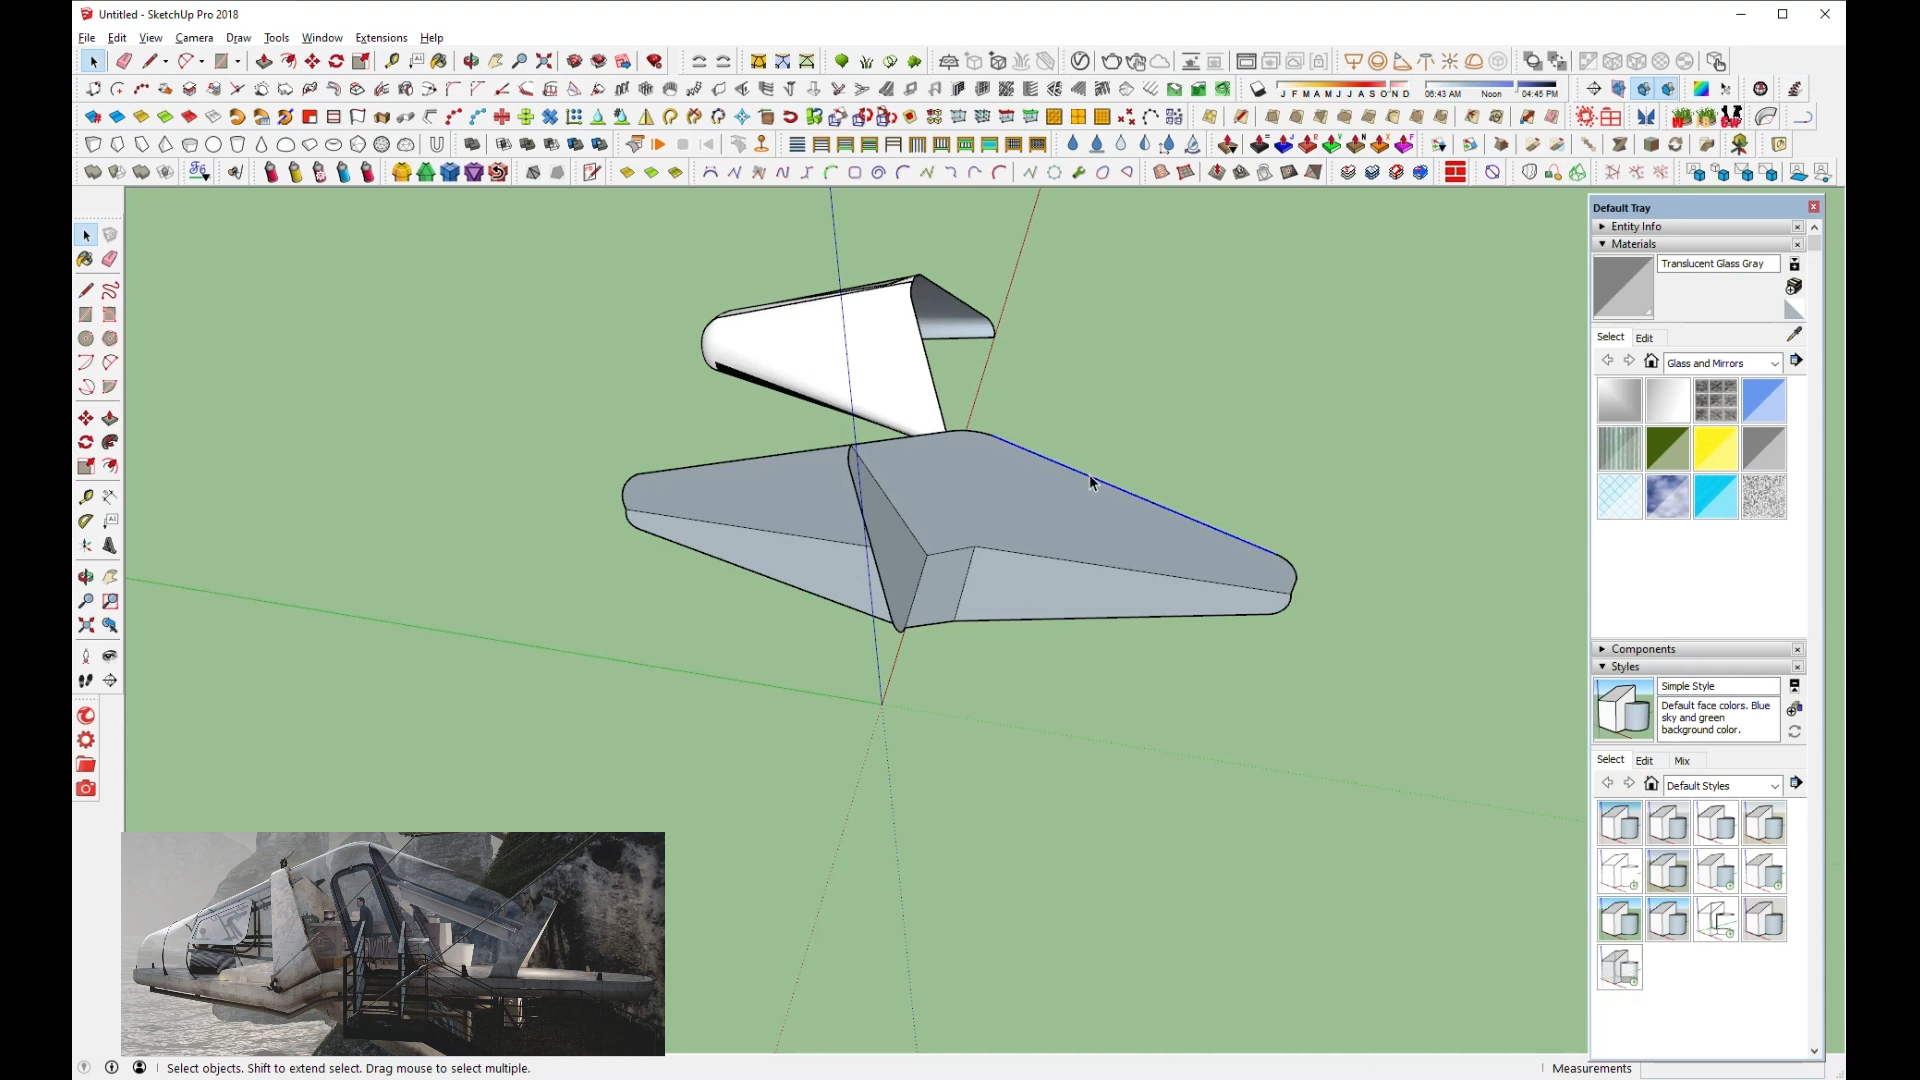 Untitled - SketchUp Pro 2018
File Edit View Camera Draw Tools Window Extensions Help
J F M A M J J A S O N D 06:43 AM Noon 04:45 PM
Default Tray
Entity Info
Materials
Translucent Glass Gray
Select Edit
Glass and Mirrors
Components
Styles
Simple Style
Default face colors. Blue
sky and green
background color.
Select Edit Mix
Default Styles
Select objects. Shift to extend select. Drag mouse to select multiple.
Measurements